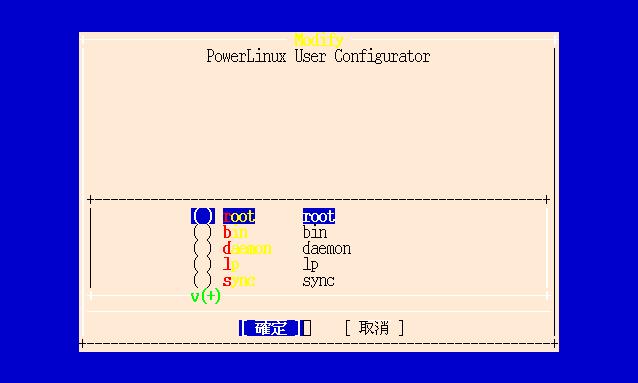 Modify
PowerLinux User Configurator
( ) root root
( ) bin bin
( ) daemon daemon
( ) lp lp
( ) sync sync
v(+)
[ 確定 ] [ 取消 ]